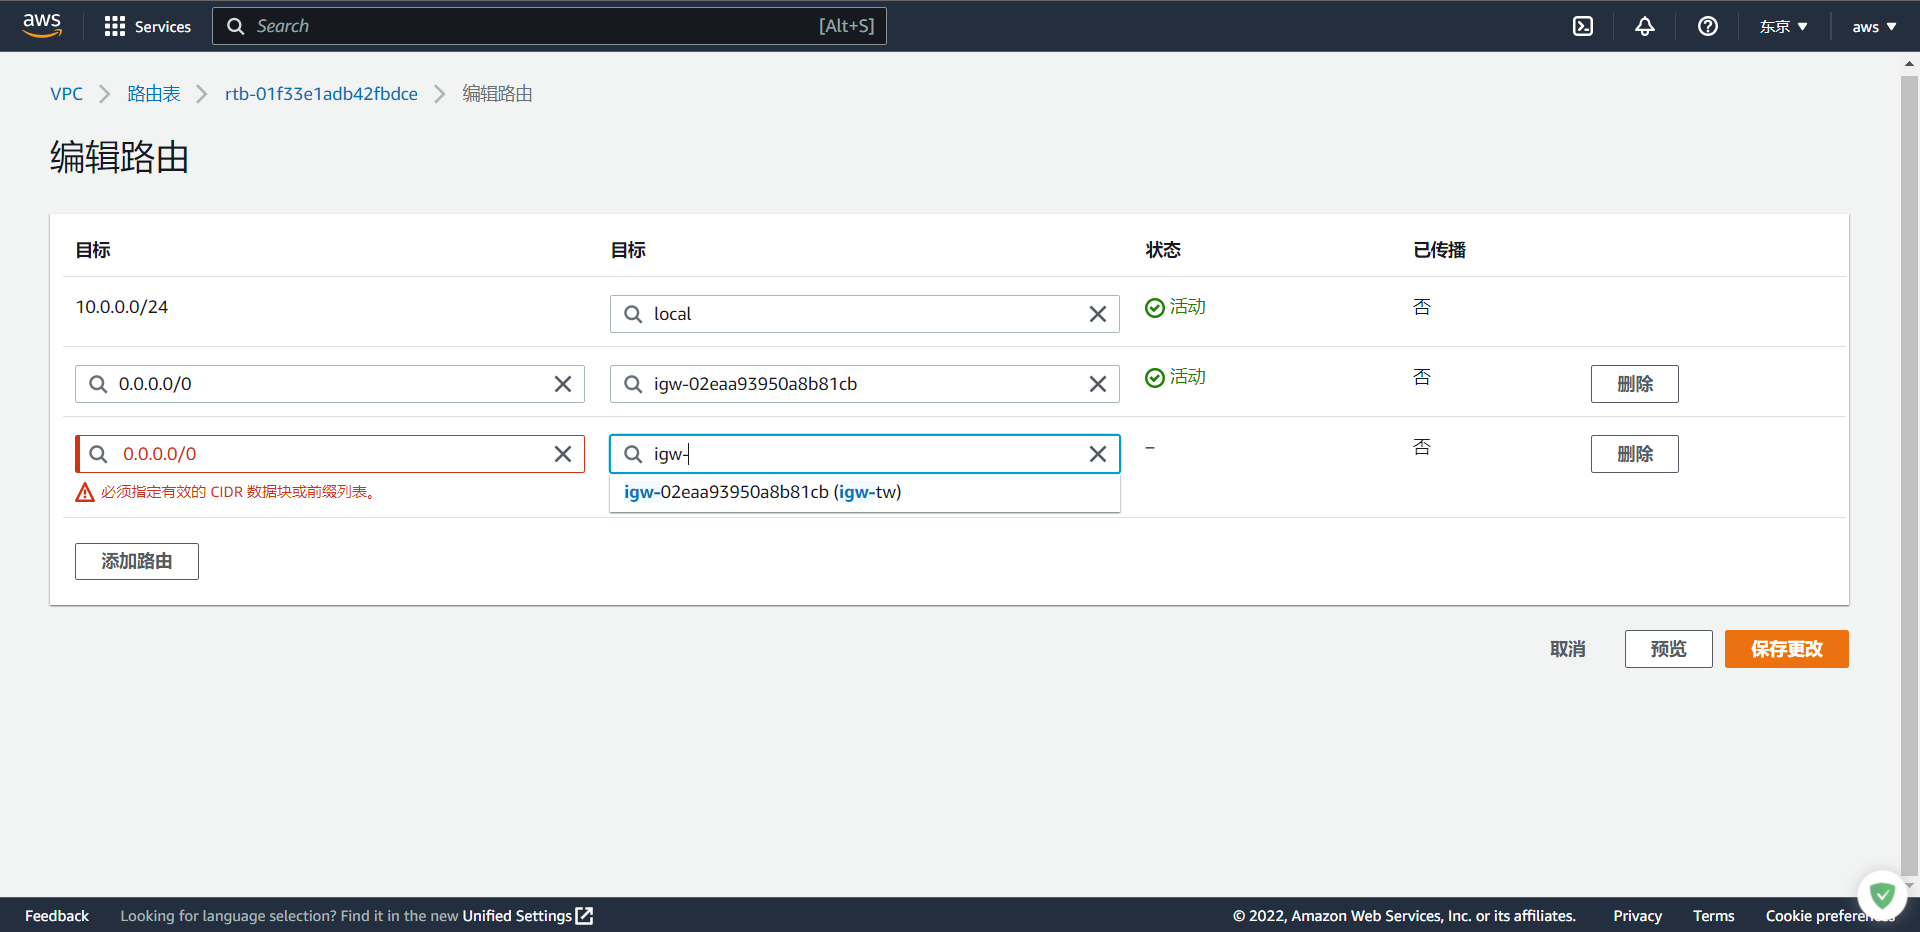 aws
Services
Search [Alt+S]
东京
aws
VPC 路由表 rtb-01f33e1adb42fbdce 编辑路由
编辑路由
目标 目标 状态 已传播
10.0.0.0/24 local 活动 否
0.0.0.0/0 igw-02eaa93950a8b81cb 活动 否 删除
0.0.0.0/0 igw- – 否 删除
必须指定有效的 CIDR 数据块或前缀列表。 igw-02eaa93950a8b81cb (igw-tw)
添加路由
取消 预览 保存更改
Feedback Looking for language selection? Find it in the new Unified Settings © 2022, Amazon Web Services, Inc. or its affiliates. Privacy Terms Cookie preferences